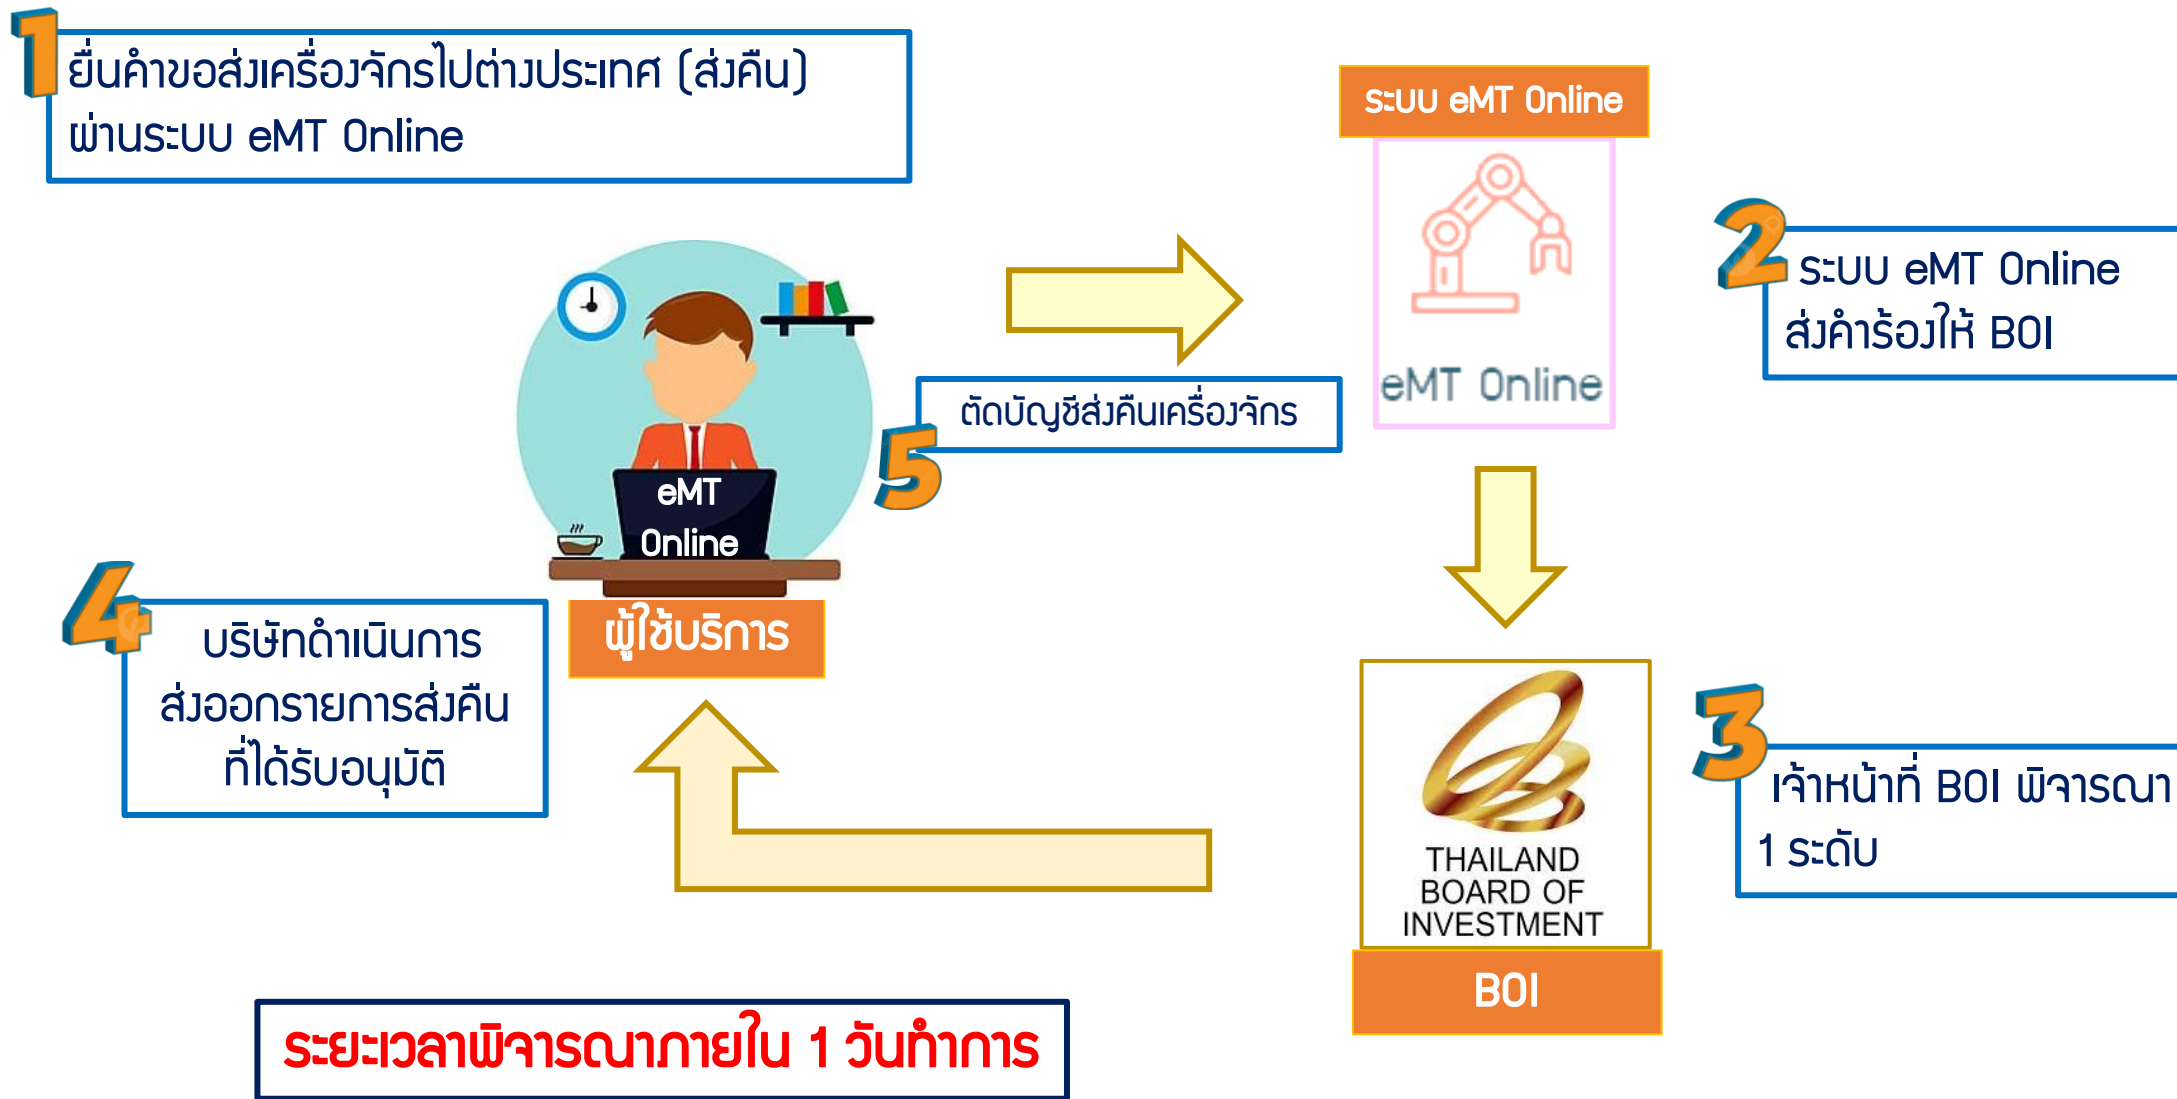 1
ยื่นคำขอส่งเครื่องจักรไปต่างประเทศ (ส่งคืน)
ผ่านระบบ eMT Online
ระบบ eMT Online
eMT Online
2
ระบบ eMT Online
ส่งคำร้องให้ BOI
5
ตัดบัญชีส่งคืนเครื่องจักร
eMT
Online
ผู้ใช้บริการ
4
บริษัทดำเนินการ
ส่งออกรายการส่งคืน
ที่ได้รับอนุมัติ
3
เจ้าหน้าที่ BOI พิจารณา
1 ระดับ
THAILAND
BOARD OF
INVESTMENT
BOI
ระยะเวลาพิจารณาภายใน 1 วันทำการ